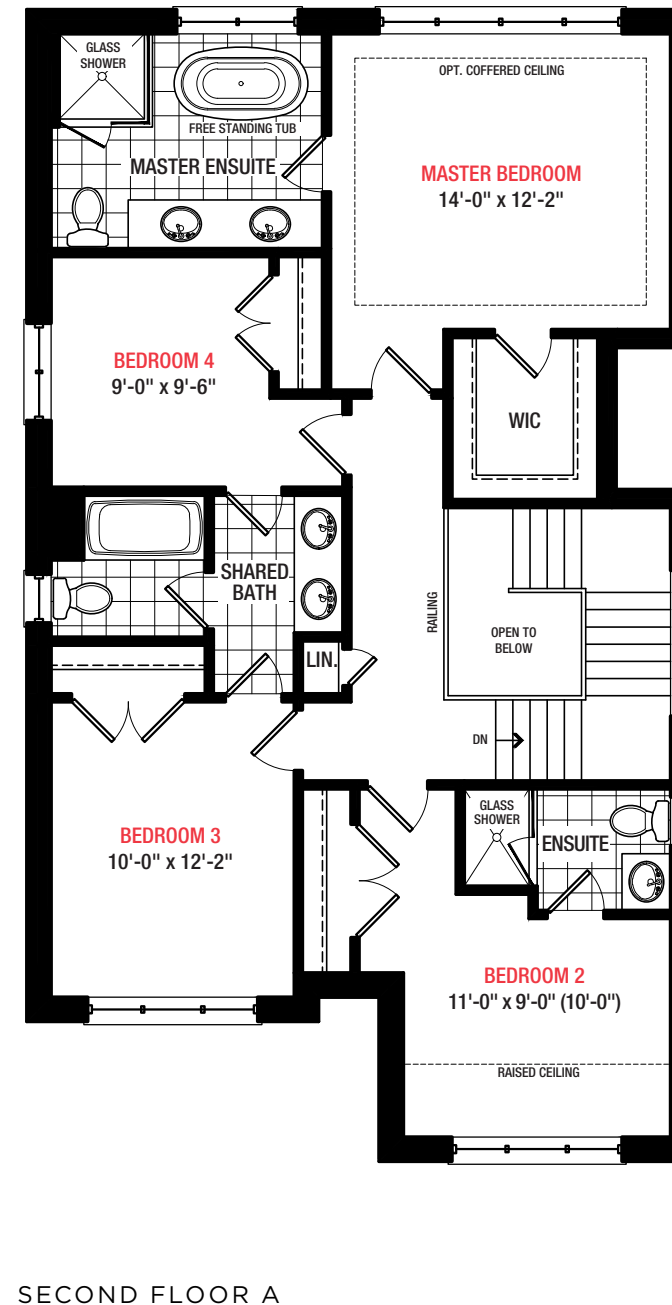 GLASS
SHOWER
FREE STANDING TUB
MASTER ENSUITE
OPT. COFFERED CEILING
MASTER BEDROOM
14'-0" x 12'-2"
BEDROOM 4
9'-0" x 9'-6"
WIC
SHARED
BATH
LIN.
RAILING
OPEN TO
BELOW
DN
GLASS
SHOWER
ENSUITE
BEDROOM 3
10'-0" x 12'-2"
BEDROOM 2
11'-0" x 9'-0" (10'-0")
RAISED CEILING
SECOND FLOOR A